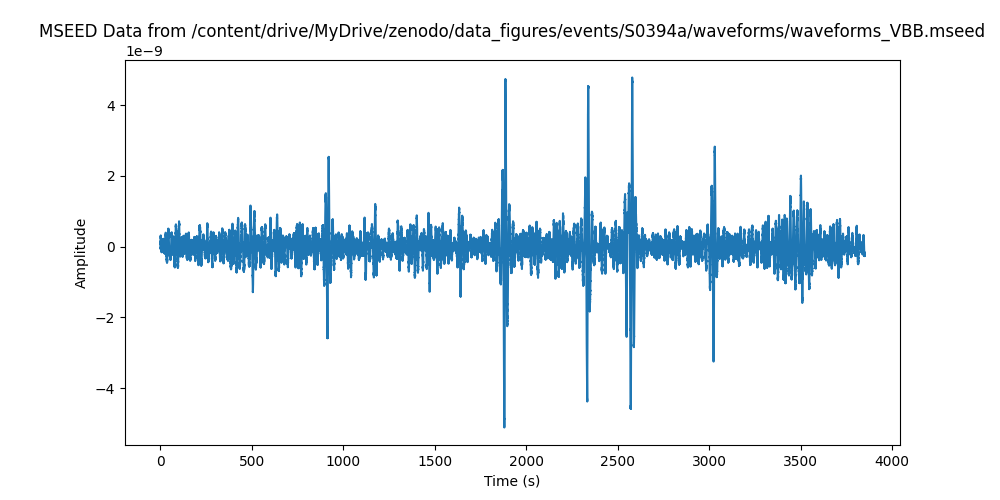 MSEED Data from /content/drive/MyDrive/zenodo/data_figures/events/S0394a/waveforms/waveforms_VBB.mseed
1e−9
4
2
0
−2
−4
Amplitude
0 500 1000 1500 2000 2500 3000 3500 4000
Time (s)